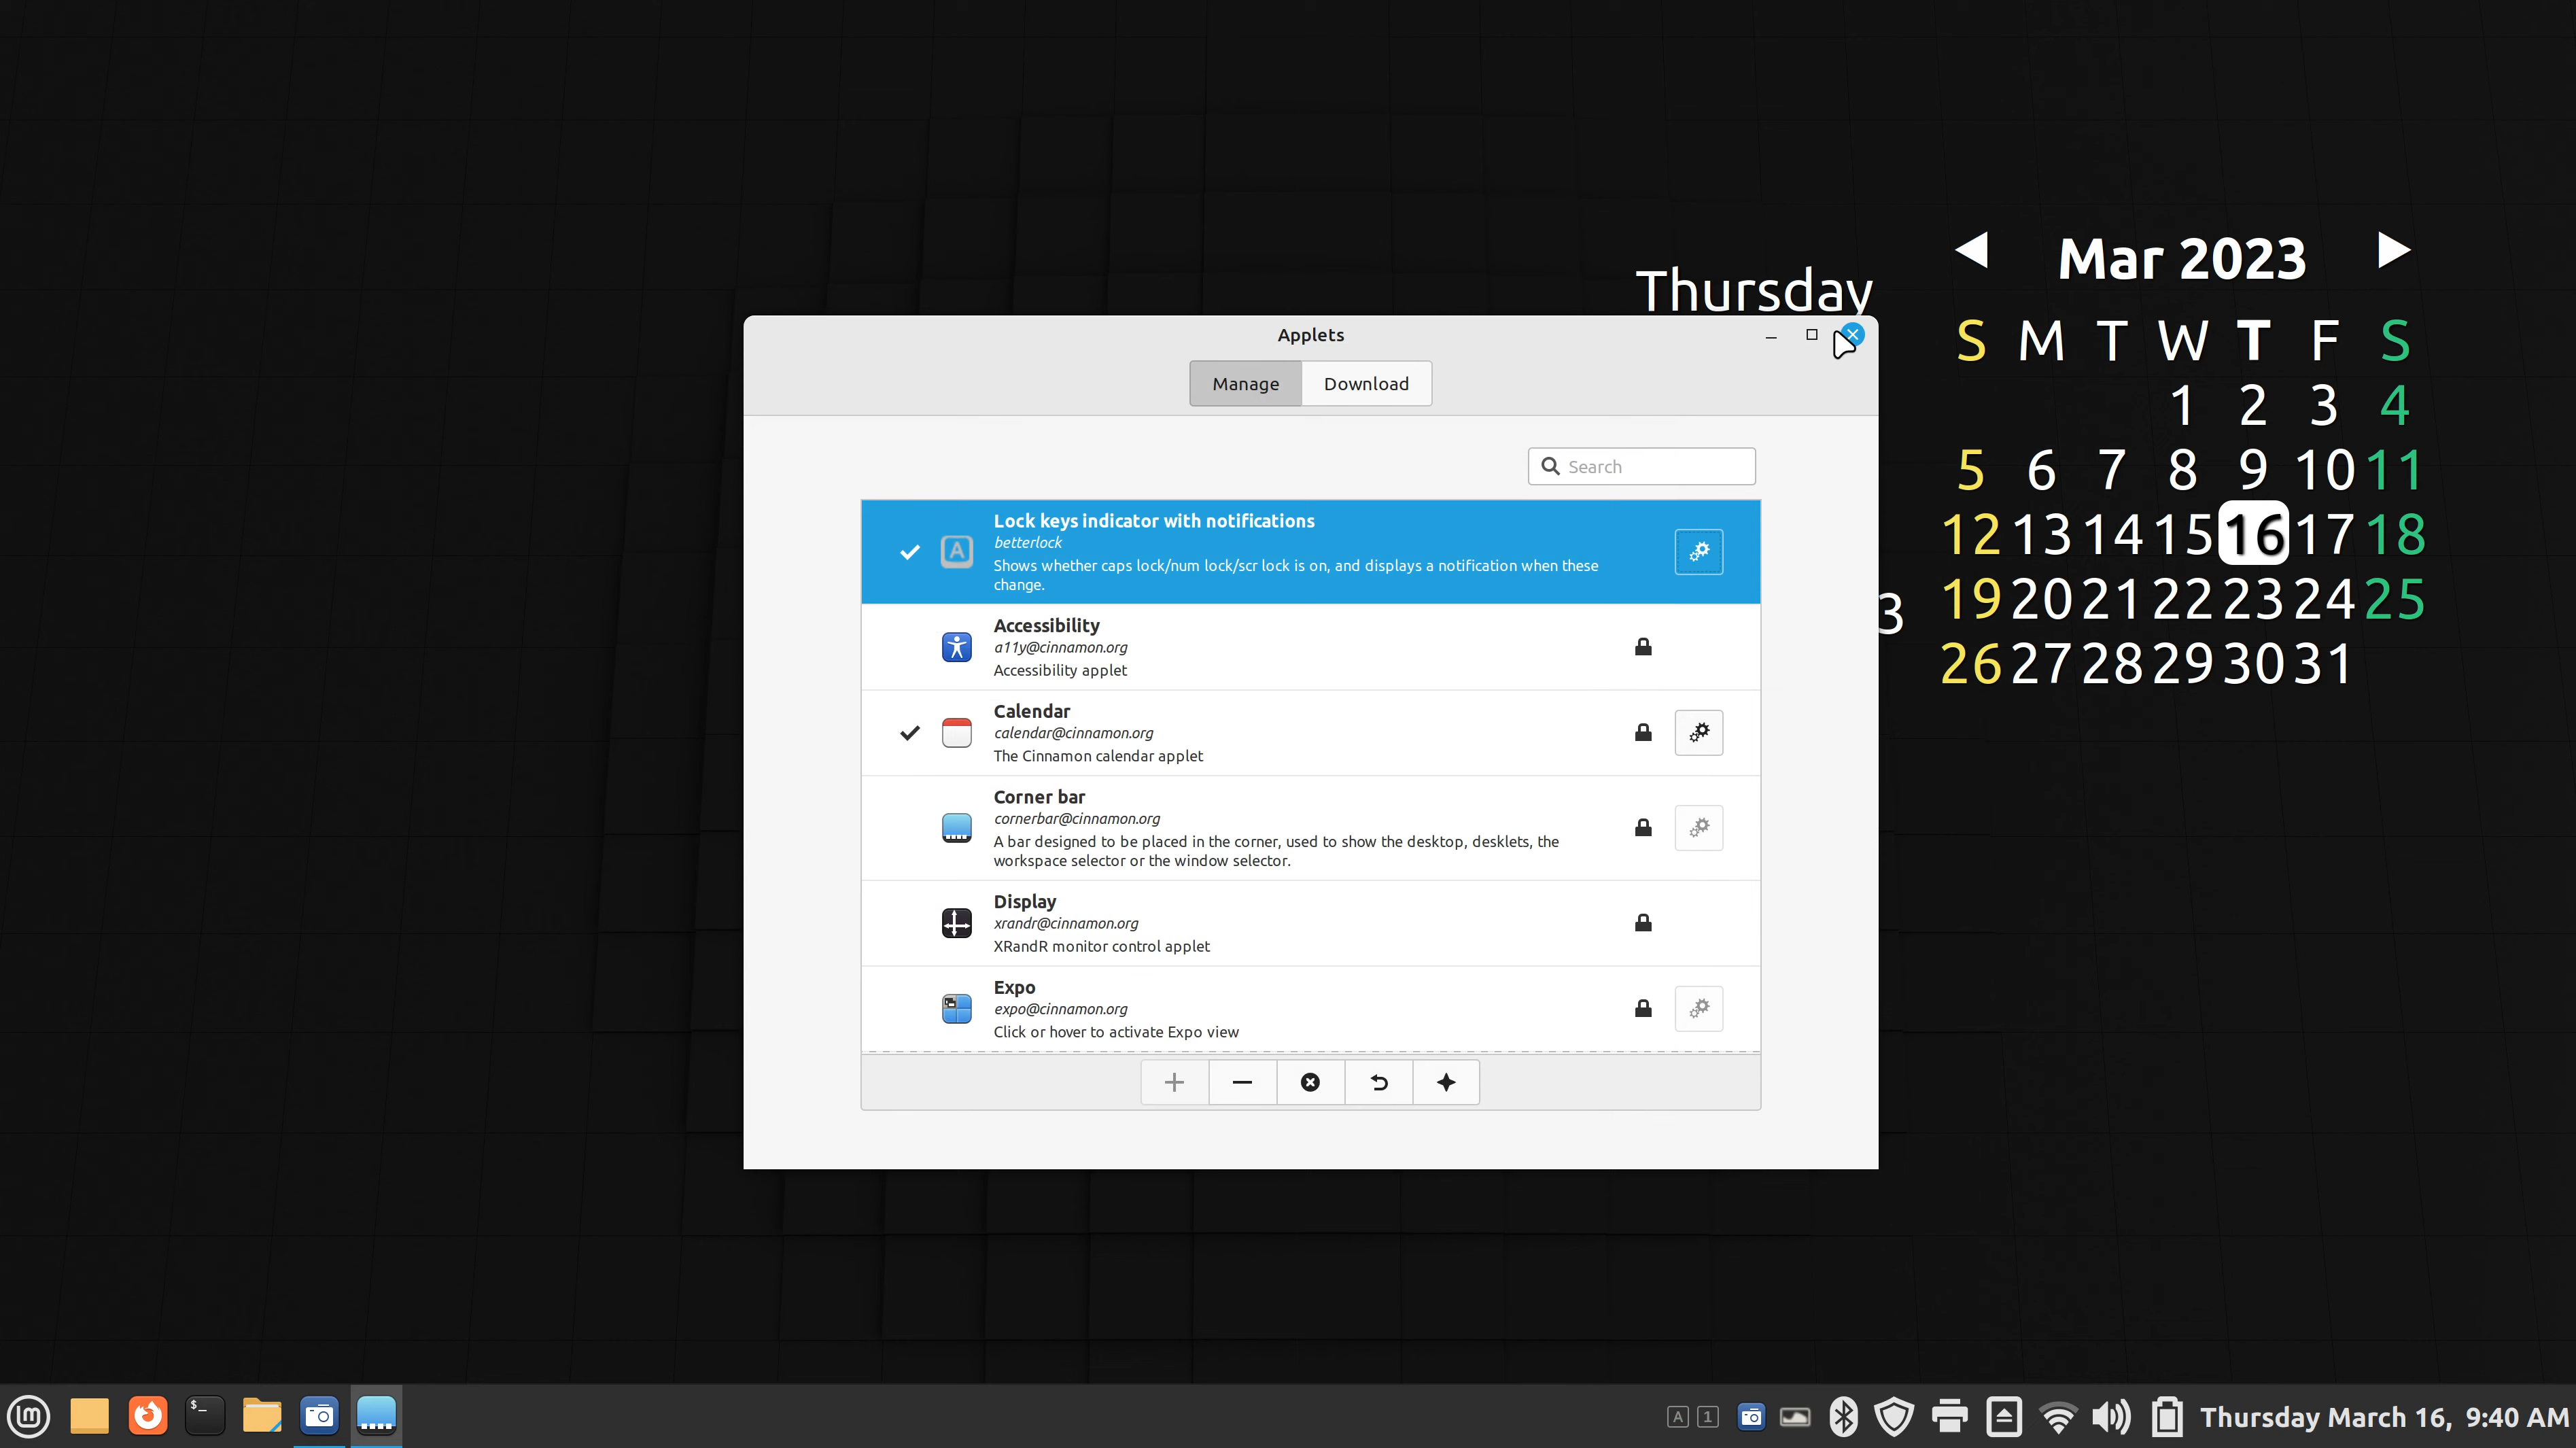 Thursday
Mar 2023
S M T W T F S
1 2 3 4
5 6 7 8 9 10 11
12 13 14 15 16 17 18
3
19 20 21 22 23 24 25
26 27 28 29 30 31
Applets
Manage
Download
Search
Lock keys indicator with notifications
betterlock
Shows whether caps lock/num lock/scr lock is on, and displays a notification when these
change.
Accessibility
a11y@cinnamon.org
Accessibility applet
Calendar
calendar@cinnamon.org
The Cinnamon calendar applet
Corner bar
cornerbar@cinnamon.org
A bar designed to be placed in the corner, used to show the desktop, desklets, the
workspace selector or the window selector.
Display
xrandr@cinnamon.org
XRandR monitor control applet
Expo
expo@cinnamon.org
Click or hover to activate Expo view
A 1
Thursday March 16, 9:40 AM